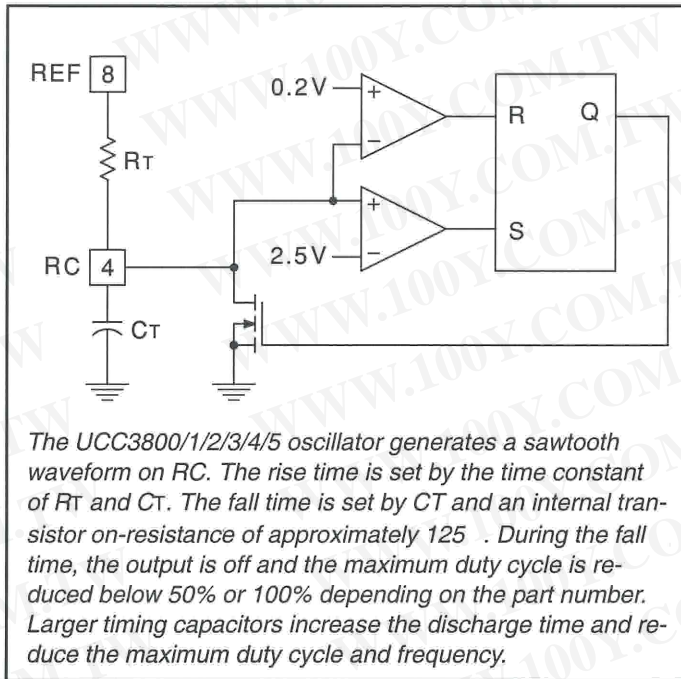 REF 8
0.2V
+
−
R Q
RT
+
S
RC 4
2.5V
−
CT
The UCC3800/1/2/3/4/5 oscillator generates a sawtooth
waveform on RC. The rise time is set by the time constant
of RT and CT. The fall time is set by CT and an internal tran-
sistor on-resistance of approximately 125 . During the fall
time, the output is off and the maximum duty cycle is re-
duced below 50% or 100% depending on the part number.
Larger timing capacitors increase the discharge time and re-
duce the maximum duty cycle and frequency.
WWW.100Y.COM.TW